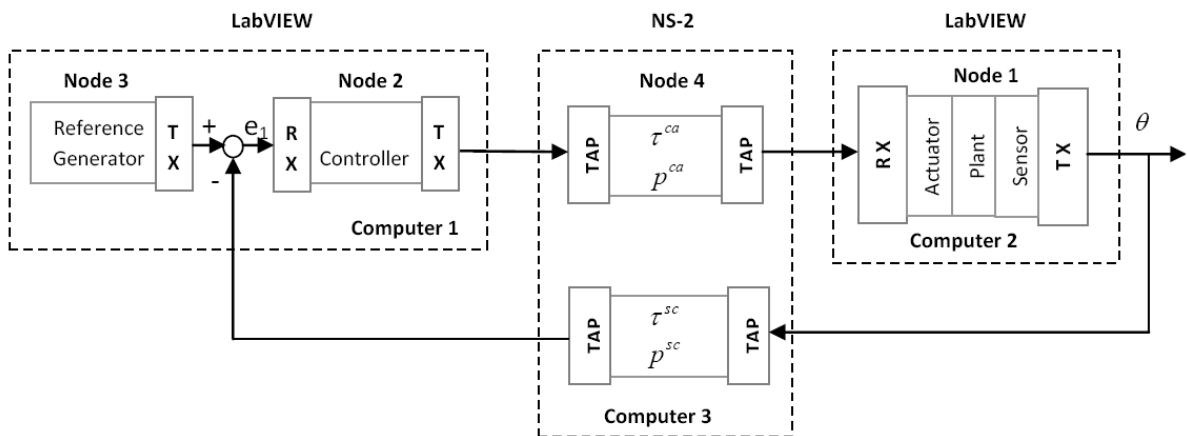 LabVIEW
NS-2
LabVIEW
Node 3
Node 2
Node 4
Node 1
Reference
Generator
T
X
+
-
e1
R
X
Controller
T
X
TAP
τ^ca
p^ca
TAP
R X
Actuator
Plant
Sensor
T X
θ
Computer 1
Computer 2
TAP
τ^sc
p^sc
TAP
Computer 3